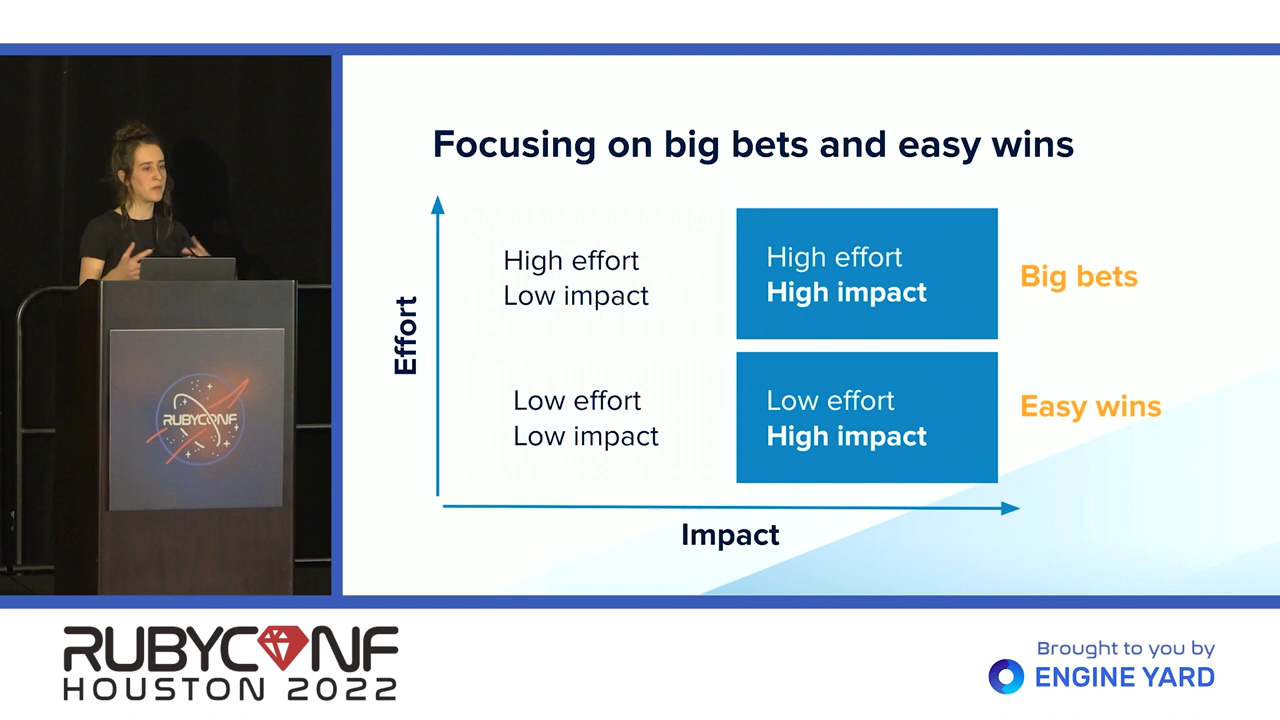 Focusing on big bets and easy wins
Effort
High effort
Low impact
High effort
High impact
Big bets
Low effort
Low impact
Low effort
High impact
Easy wins
Impact
RUBYCONF
RUBYCONF
HOUSTON 2022
Brought to you by
ENGINE YARD